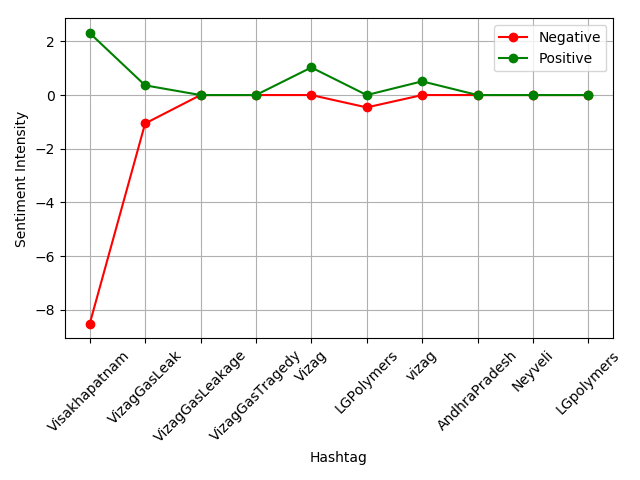 Negative
Positive
2
0
−2
−4
−6
−8
Sentiment Intensity
Visakhapatnam
VizagGasLeak
VizagGasLeakage
VizagGasTragedy
Vizag
LGPolymers
vizag
AndhraPradesh
Neyveli
LGpolymers
Hashtag